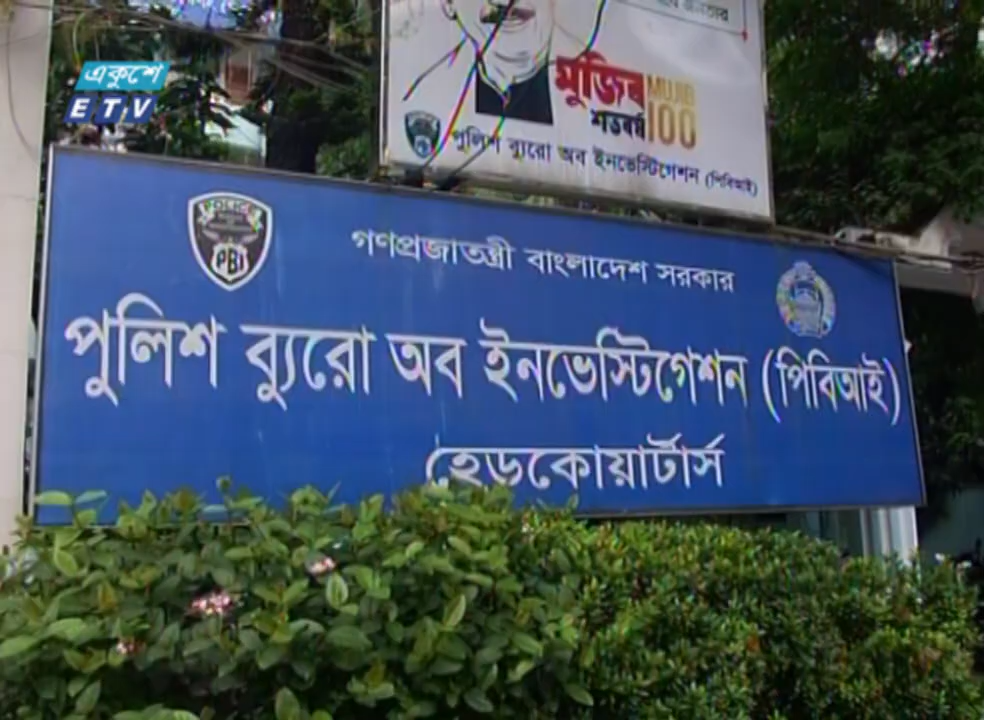 একুশে
ETV
মুজিব
শতবর্ষ
MUJIB
100
পুলিশ ব্যুরো অব ইনভেস্টিগেশন (পিবিআই)
POLICE
PBI
গণপ্রজাতন্ত্রী বাংলাদেশ সরকার
পুলিশ ব্যুরো অব ইনভেস্টিগেশন (পিবিআই)
হেডকোয়ার্টার্স